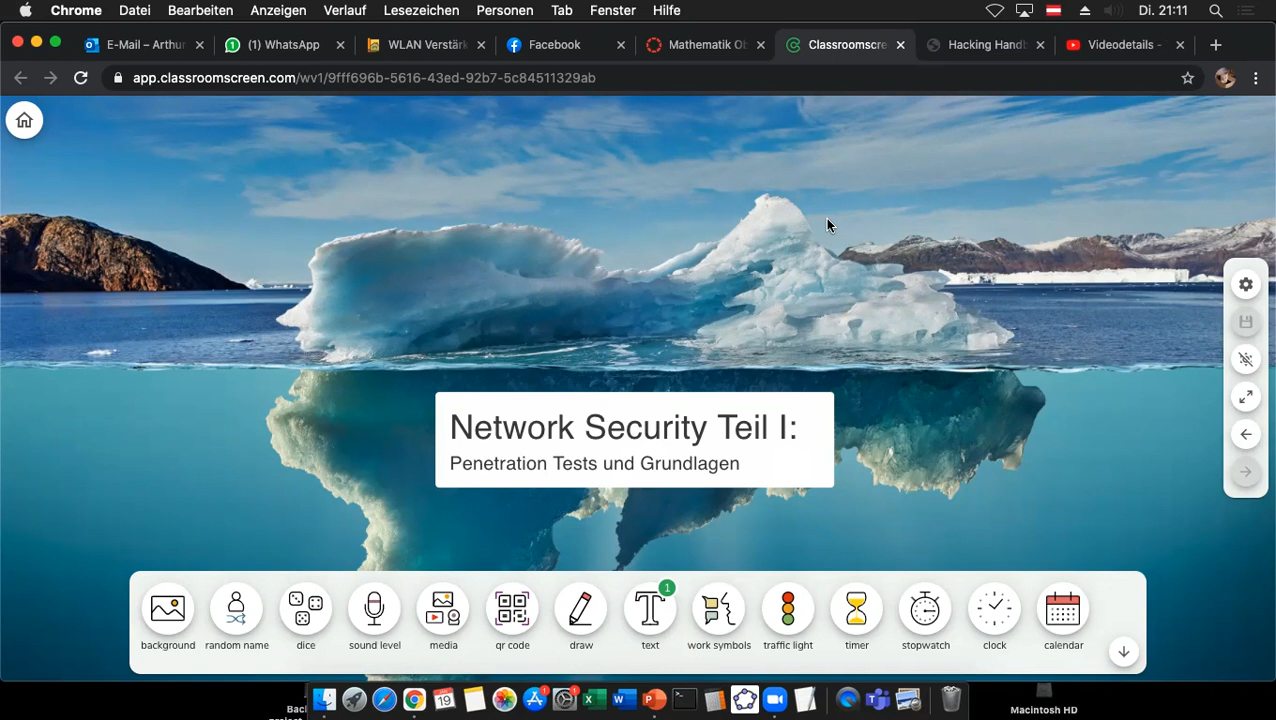 Chrome Datei Bearbeiten Anzeigen Verlauf Lesezeichen Personen Tab Fenster Hilfe Di. 21:11
E-Mail – Arthur (1) WhatsApp WLAN Verstärk Facebook Mathematik Ob Classroomscre Hacking Handb Videodetails -
app.classroomscreen.com/wv1/9fff696b-5616-43ed-92b7-5c84511329ab
Network Security Teil I:
Penetration Tests und Grundlagen
1
background random name dice sound level media qr code draw text work symbols traffic light timer stopwatch clock calendar
19
Macintosh HD